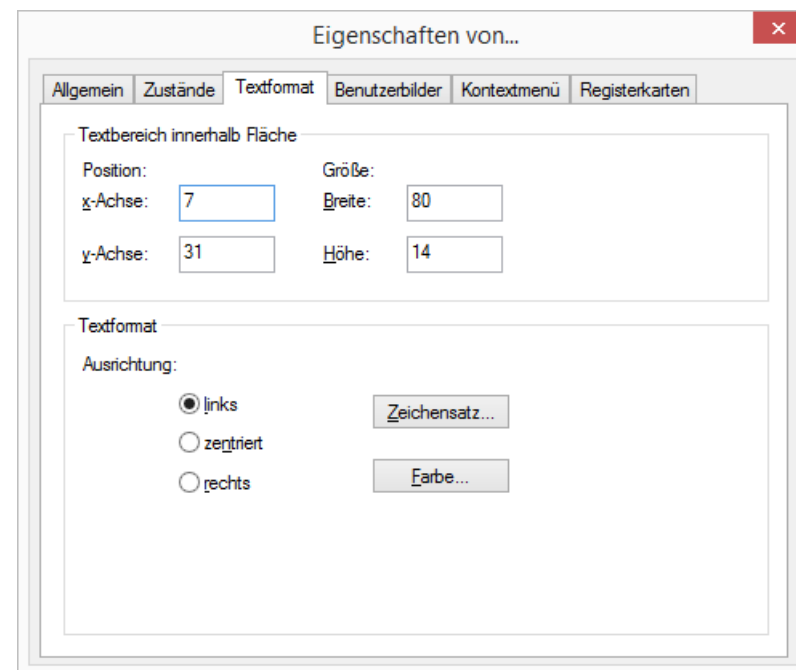 Eigenschaften von...
Allgemein Zustände Textformat Benutzerbilder Kontextmenü Registerkarten
Textbereich innerhalb Fläche
Position: Größe:
x-Achse: 7 Breite: 80
y-Achse: 31 Höhe: 14
Textformat
Ausrichtung:
links Zeichensatz...
zentriert
rechts Farbe...